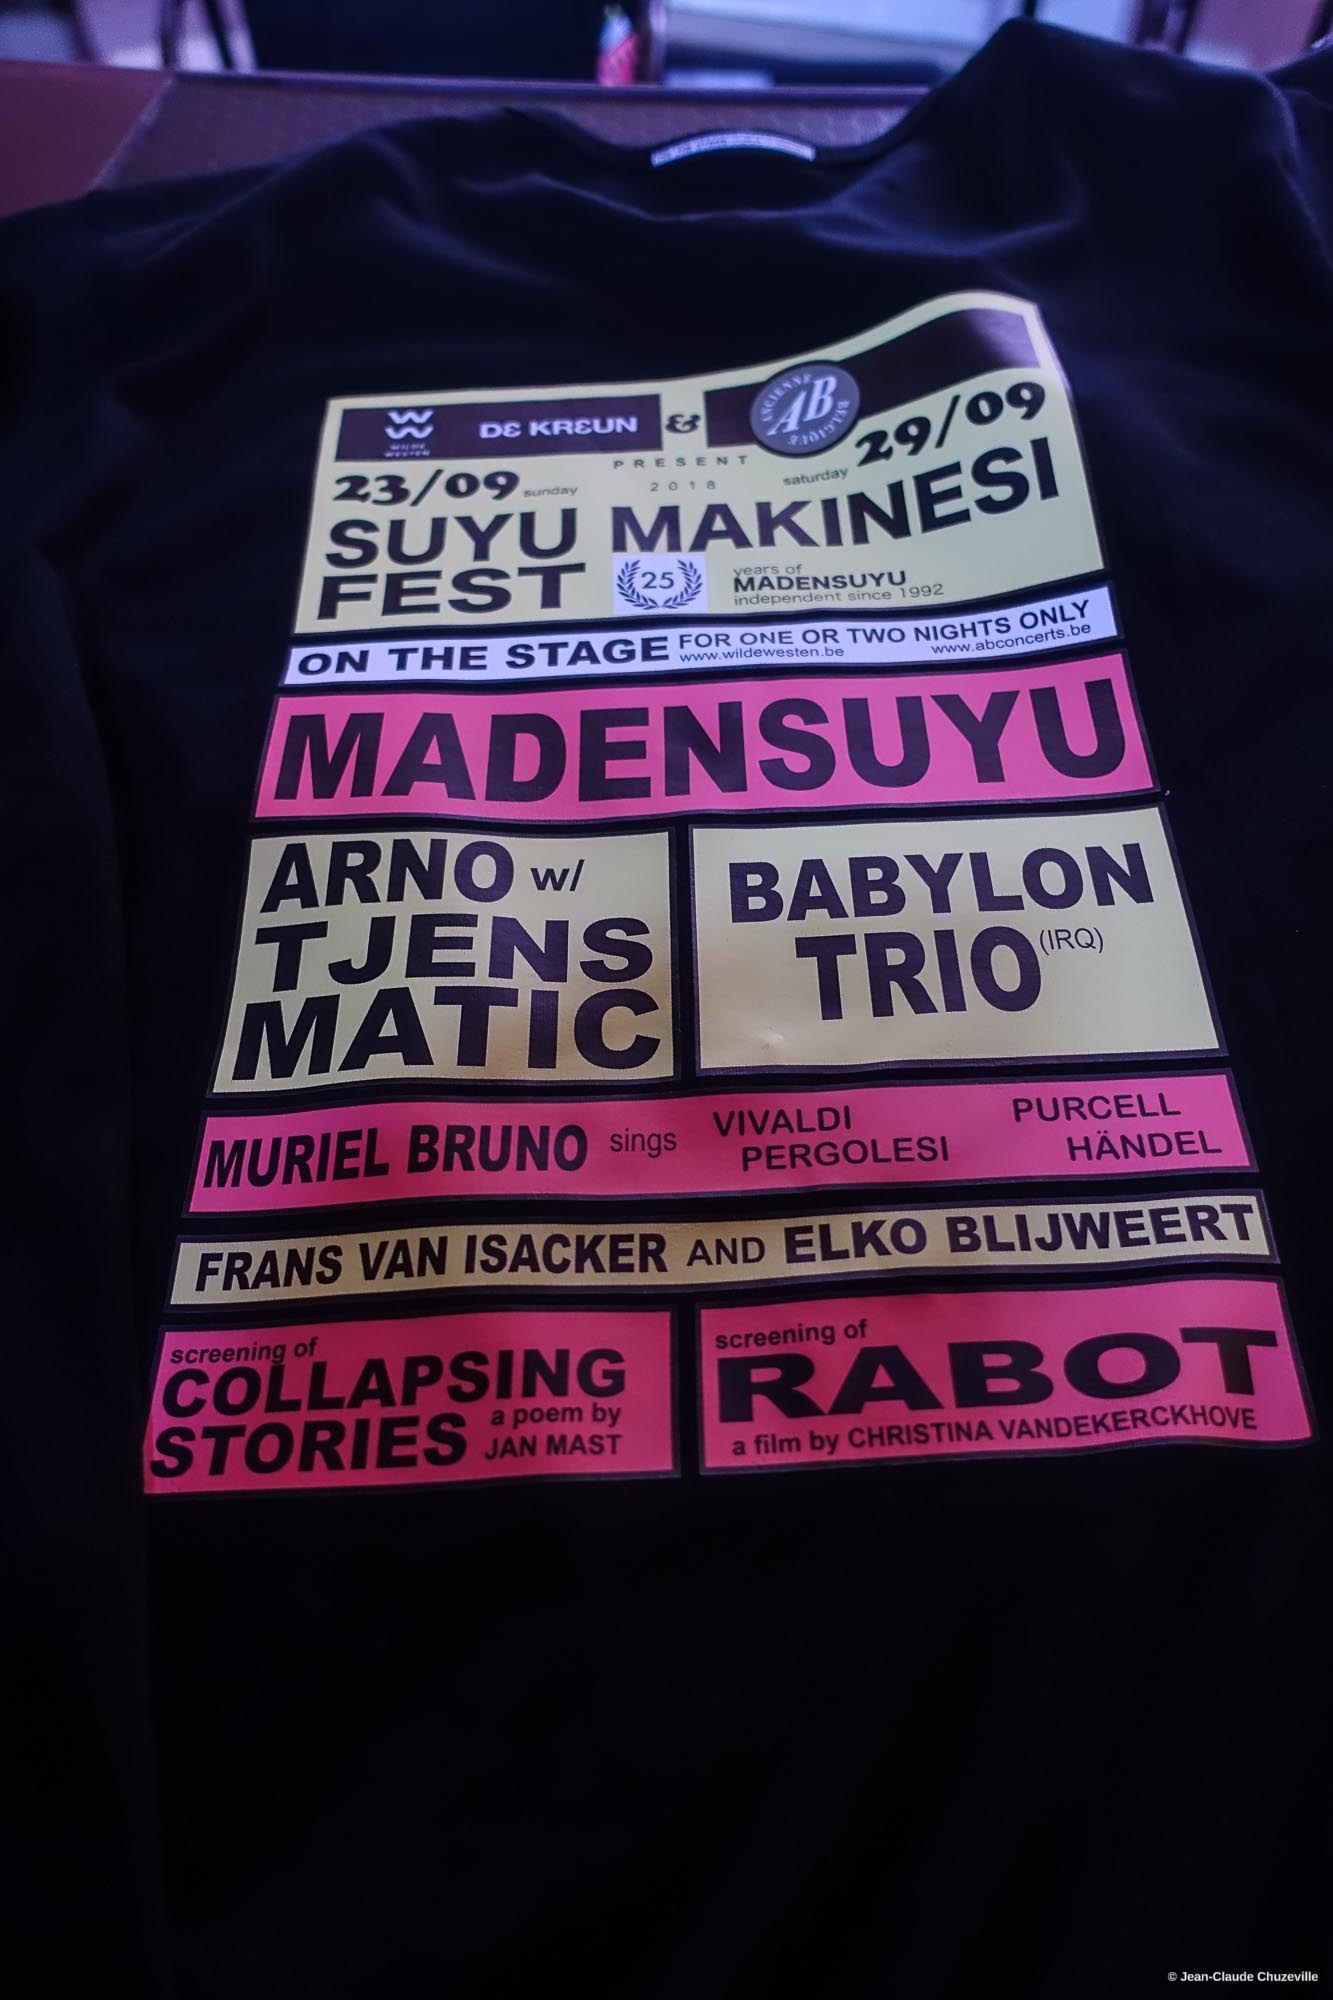 WILDE
WESTEN
DE KREUN
&
ANCIENNE
AB
BELGIQUE
PRESENT
2018
23/09 sunday
saturday 29/09
SUYU
FEST
MAKINESI
25
years of
MADENSUYU
independent since 1992
ON THE STAGE
FOR ONE OR TWO NIGHTS ONLY
www.wildewesten.be
www.abconcerts.be
MADENSUYU
ARNO w/
TJENS
MATIC
BABYLON
TRIO (IRQ)
MURIEL BRUNO sings
VIVALDI
PERGOLESI
PURCELL
HÄNDEL
FRANS VAN ISACKER AND ELKO BLIJWEERT
screening of
COLLAPSING
STORIES
a poem by
JAN MAST
screening of
RABOT
a film by CHRISTINA VANDEKERCKHOVE
© Jean-Claude Chuzeville